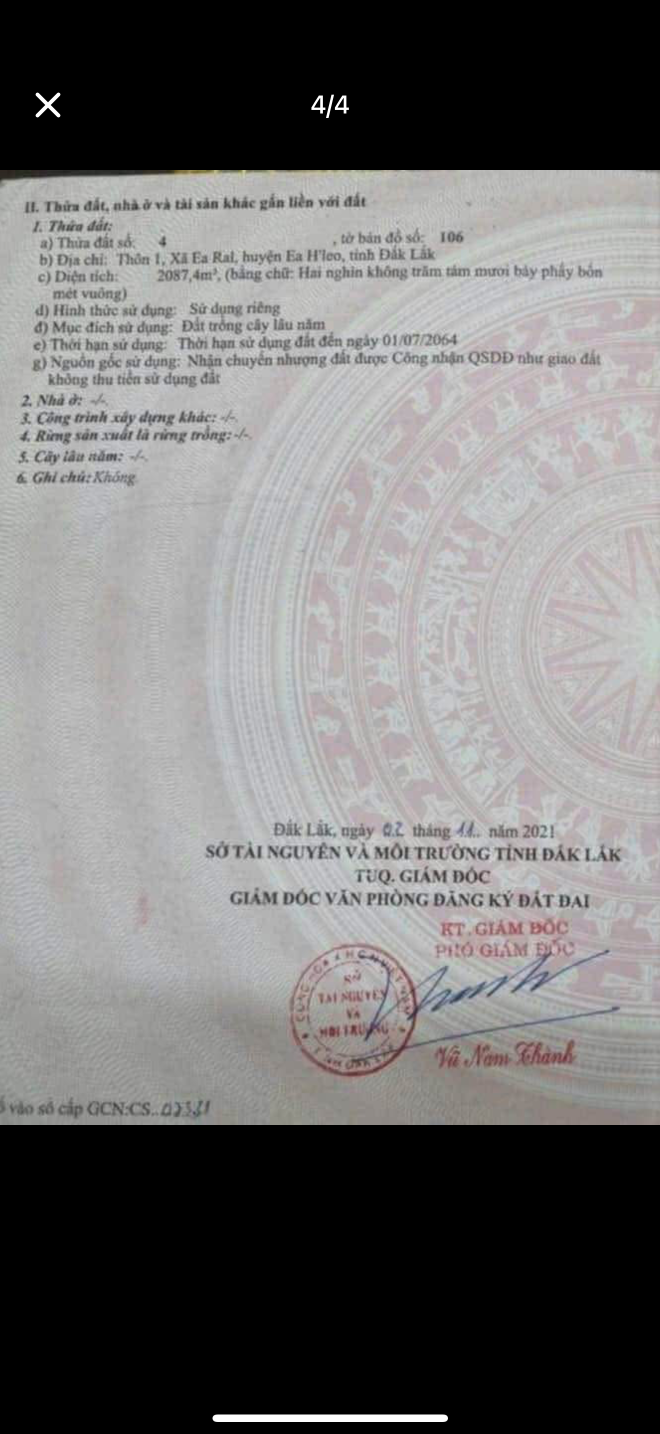 4/4
II. Thửa đất, nhà ở và tài sản khác gắn liền với đất
1. Thửa đất:
a) Thửa đất số: 4 , tờ bản đồ số: 106
b) Địa chỉ: Thôn 1, Xã Ea Ral, huyện Ea H'leo, tỉnh Đắk Lắk
c) Diện tích: 2087,4m², (bằng chữ: Hai nghìn không trăm tám mươi bảy phẩy bốn
mét vuông)
d) Hình thức sử dụng: Sử dụng riêng
đ) Mục đích sử dụng: Đất trồng cây lâu năm
e) Thời hạn sử dụng: Thời hạn sử dụng đất đến ngày 01/07/2064
g) Nguồn gốc sử dụng: Nhận chuyển nhượng đất được Công nhận QSDĐ như giao đất
không thu tiền sử dụng đất
2. Nhà ở: -/-.
3. Công trình xây dựng khác: -/-.
4. Rừng sản xuất là rừng trồng: -/-.
5. Cây lâu năm: -/-.
6. Ghi chú: Không.
Đắk Lắk, ngày 02 tháng 11.. năm 2021
SỞ TÀI NGUYÊN VÀ MÔI TRƯỜNG TỈNH ĐẮK LẮK
TUQ. GIÁM ĐỐC
GIÁM ĐỐC VĂN PHÒNG ĐĂNG KÝ ĐẤT ĐAI
KT. GIÁM ĐỐC
PHÓ GIÁM ĐỐC
SỞ
TÀI NGUYÊN
VÀ
MÔI TRƯỜNG
Vũ Nam Thành
vào sổ cấp GCN:CS..